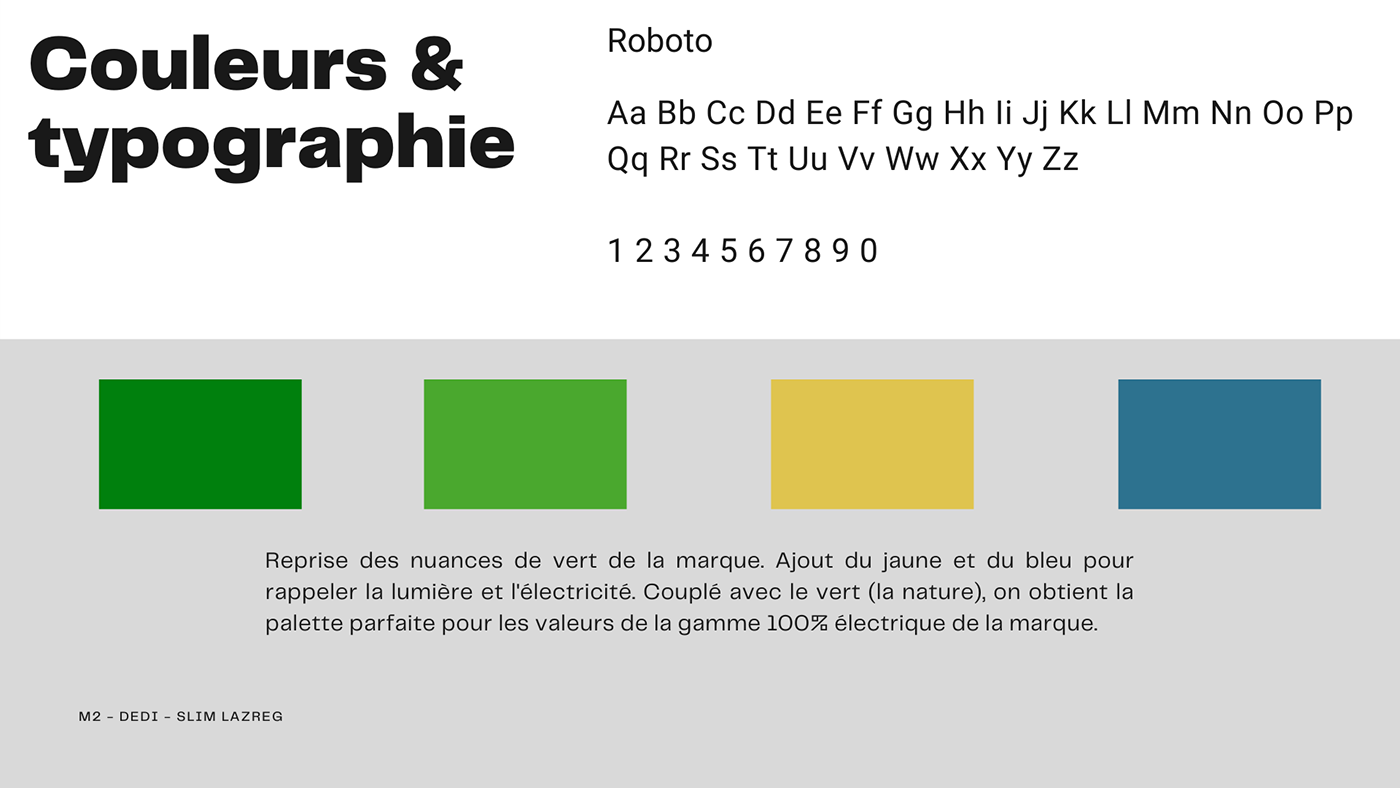 Couleurs &
typographie
Roboto
Aa Bb Cc Dd Ee Ff Gg Hh Ii Jj Kk Ll Mm Nn Oo Pp
Qq Rr Ss Tt Uu Vv Ww Xx Yy Zz
1 2 3 4 5 6 7 8 9 0
Reprise des nuances de vert de la marque. Ajout du jaune et du bleu pour
rappeler la lumière et l'électricité. Couplé avec le vert (la nature), on obtient la
palette parfaite pour les valeurs de la gamme 100% électrique de la marque.
M2 - DEDI - SLIM LAZREG